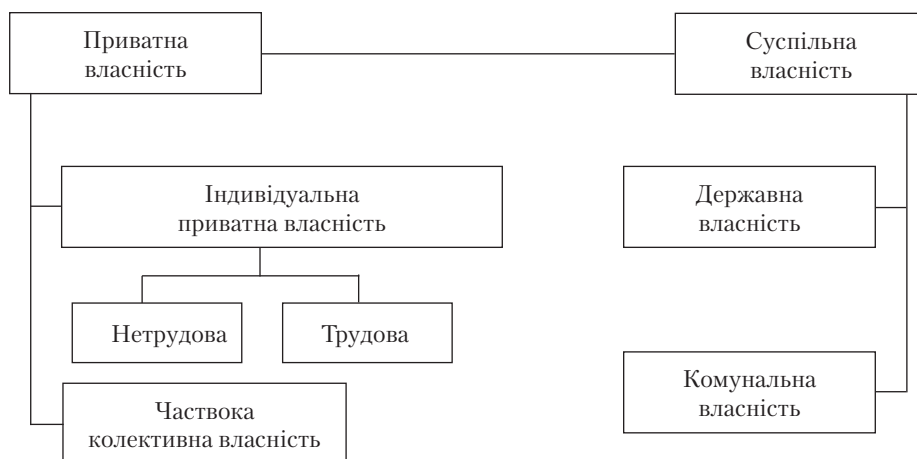 Приватна
власність
Суспільна
власність
Індивідуальна
приватна власність
Державна
власність
Нетрудова
Трудова
Частвока
колективна власність
Комунальна
власність